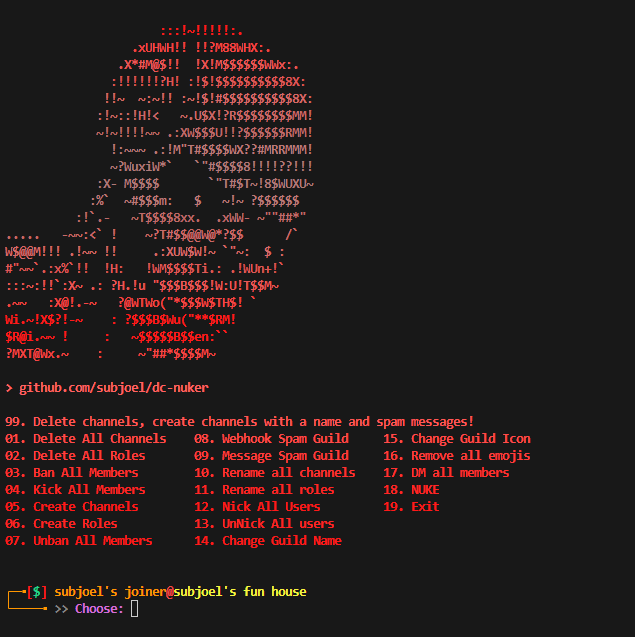 > github.com/subjoel/dc-nuker
99. Delete channels, create channels with a name and spam messages!
01. Delete All Channels 08. Webhook Spam Guild 15. Change Guild Icon
02. Delete All Roles 09. Message Spam Guild 16. Remove all emojis
03. Ban All Members 10. Rename all channels 17. DM all members
04. Kick All Members 11. Rename all roles 18. NUKE
05. Create Channels 12. Nick All Users 19. Exit
06. Create Roles 13. UnNick All users
07. Unban All Members 14. Change Guild Name
[$] subjoel's joiner@subjoel's fun house
>> Choose: